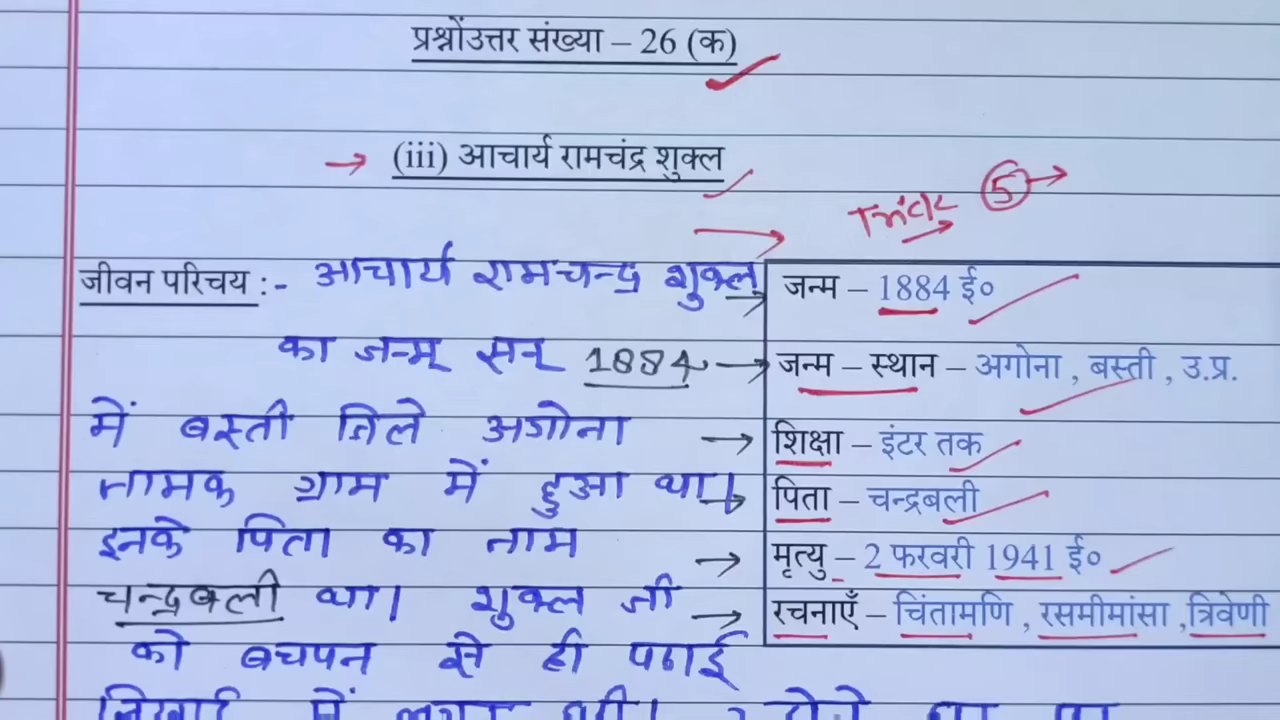 प्रश्नोंउत्तर संख्या – 26 (क)
(iii) आचार्य रामचंद्र शुक्ल
Trick 5
जीवन परिचय :- आचार्य रामचन्द्र शुक्ल
का जन्म सन् 1884
में बस्ती जिले अगोना
नामक ग्राम में हुआ था।
इनके पिता का नाम
चन्द्रबली था। शुक्ल जी
को बचपन से ही पढाई
में
जन्म – 1884 ई०
जन्म – स्थान – अगोना , बस्ती , उ.प्र.
शिक्षा – इंटर तक
पिता – चन्द्रबली
मृत्यु – 2 फरवरी 1941 ई०
रचनाएँ – चिंतामणि , रसमीमांसा ,त्रिवेणी